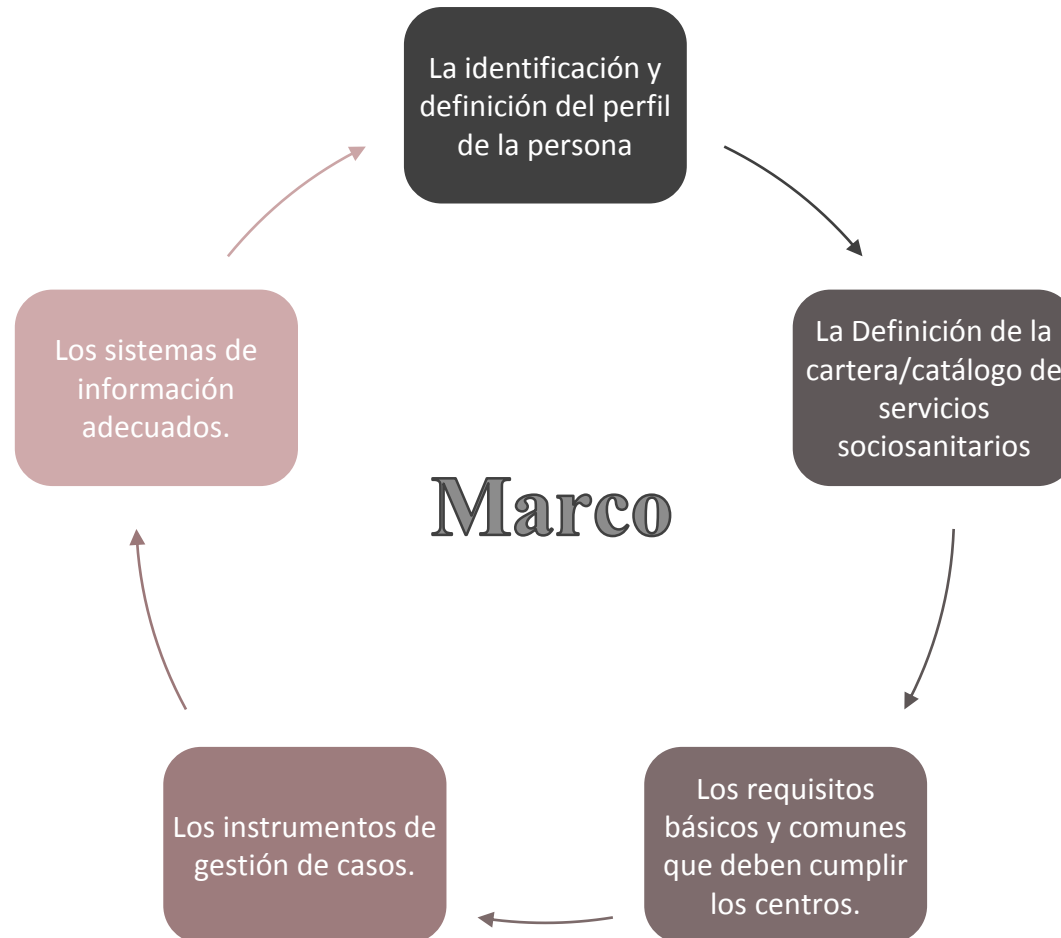 La identificación y
definición del perfil
de la persona
La Definición de la
cartera/catálogo de
servicios
sociosanitarios
Los requisitos
básicos y comunes
que deben cumplir
los centros.
Los instrumentos de
gestión de casos.
Los sistemas de
información
adecuados.
Marco